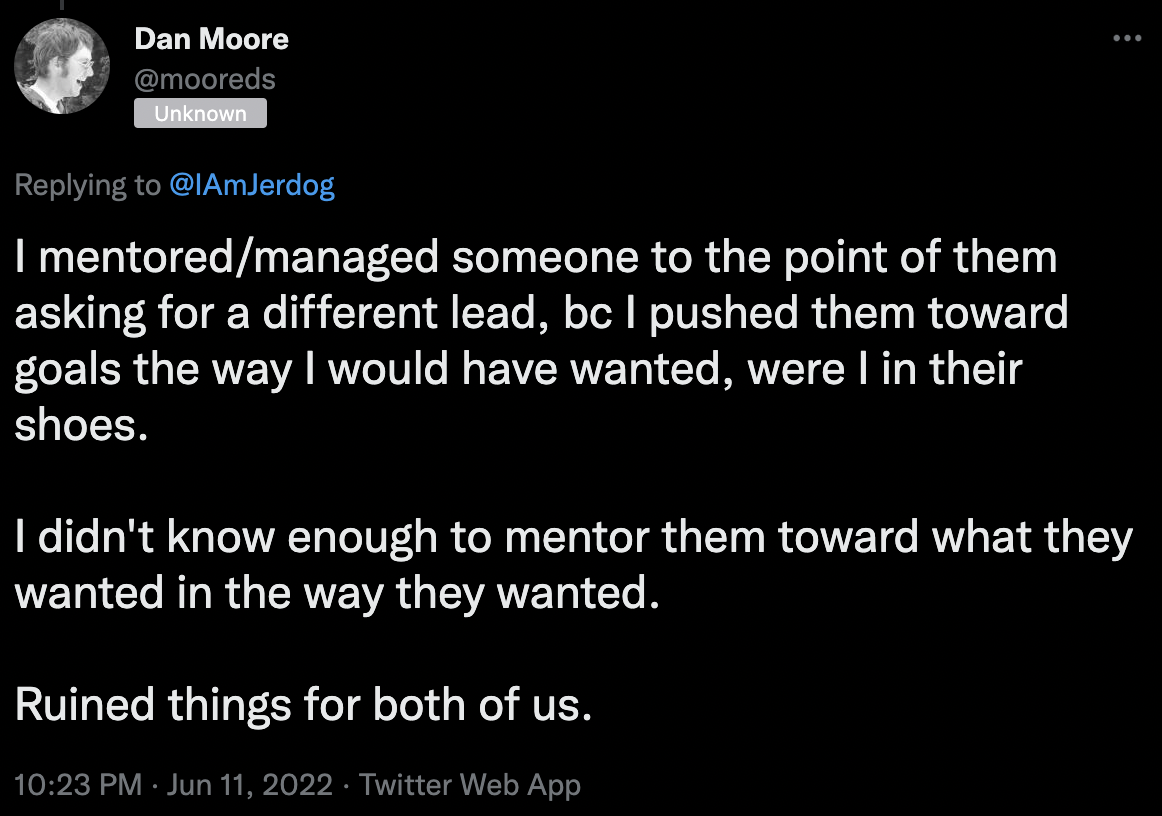 Dan Moore
@mooreds
Unknown
Replying to @IAmJerdog
I mentored/managed someone to the point of them
asking for a different lead, bc I pushed them toward
goals the way I would have wanted, were I in their
shoes.
I didn't know enough to mentor them toward what they
wanted in the way they wanted.
Ruined things for both of us.
10:23 PM · Jun 11, 2022 · Twitter Web App